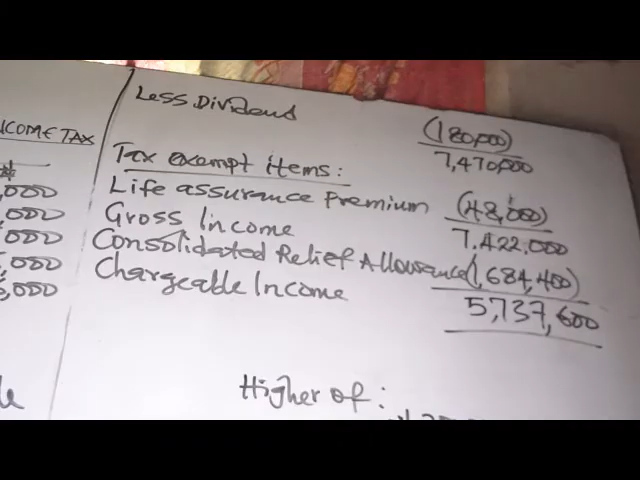 NCOME TAX
,000
,000
,000
,000
,000
Less Dividend (180,000)
7,470,000
Tax exempt items:
Life assurance Premium (48,000)
Gross Income 7,422,000
Consolidated Relief Allowance (1,684,400)
Chargeable Income 5,737,600
Higher of: